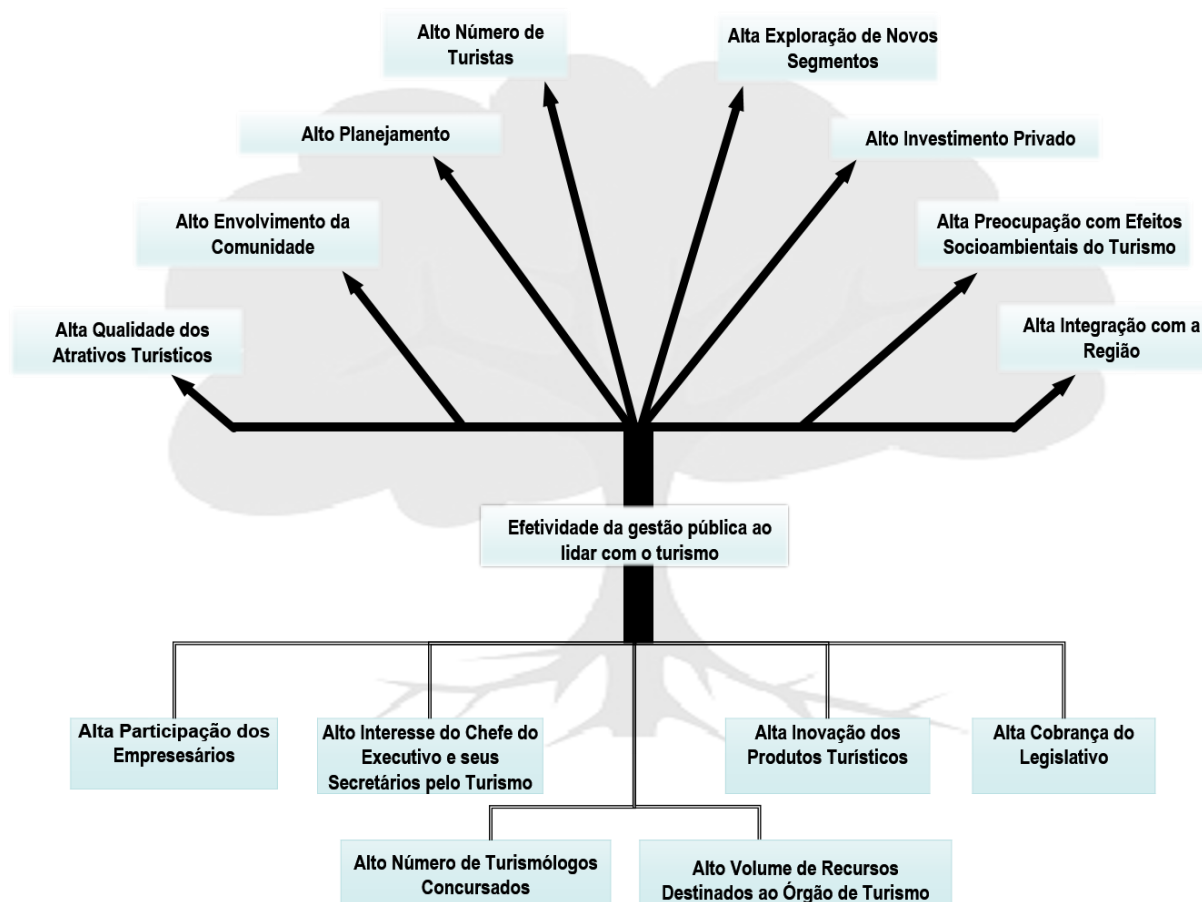 Alto Número de
Turistas
Alta Exploração de Novos
Segmentos
Alto Planejamento
Alto Investimento Privado
Alto Envolvimento da
Comunidade
Alta Preocupação com Efeitos
Socioambientais do Turismo
Alta Qualidade dos
Atrativos Turísticos
Alta Integração com a
Região
Efetividade da gestão pública ao
lidar com o turismo
Alta Participação dos
Empresesários
Alto Interesse do Chefe do
Executivo e seus
Secretários pelo Turismo
Alta Inovação dos
Produtos Turísticos
Alta Cobrança do
Legislativo
Alto Número de Turismólogos
Concursados
Alto Volume de Recursos
Destinados ao Órgão de Turismo